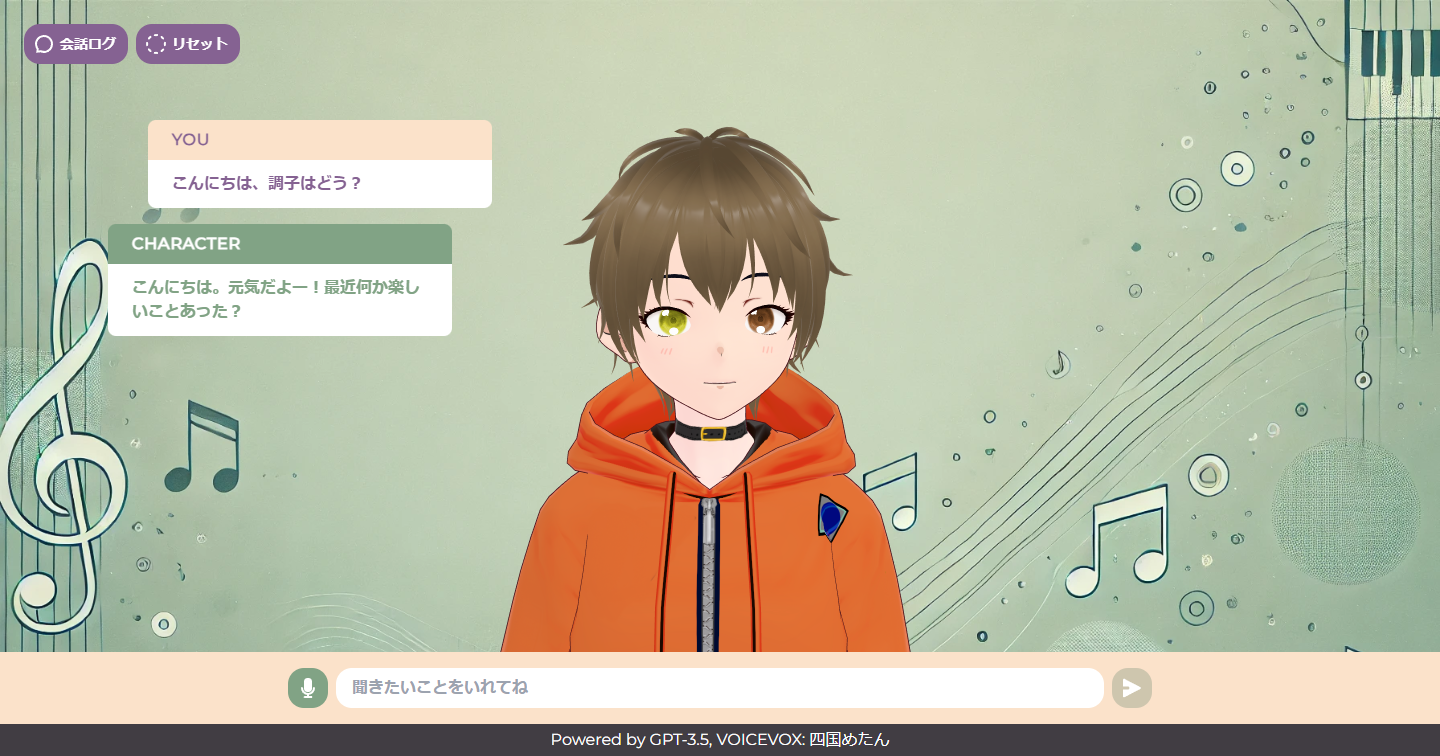 会話ログ
リセット
YOU
こんにちは、調子はどう？
CHARACTER
こんにちは。元気だよー！最近何か楽し
いことあった？
聞きたいことをいれてね
Powered by GPT-3.5, VOICEVOX: 四国めたん